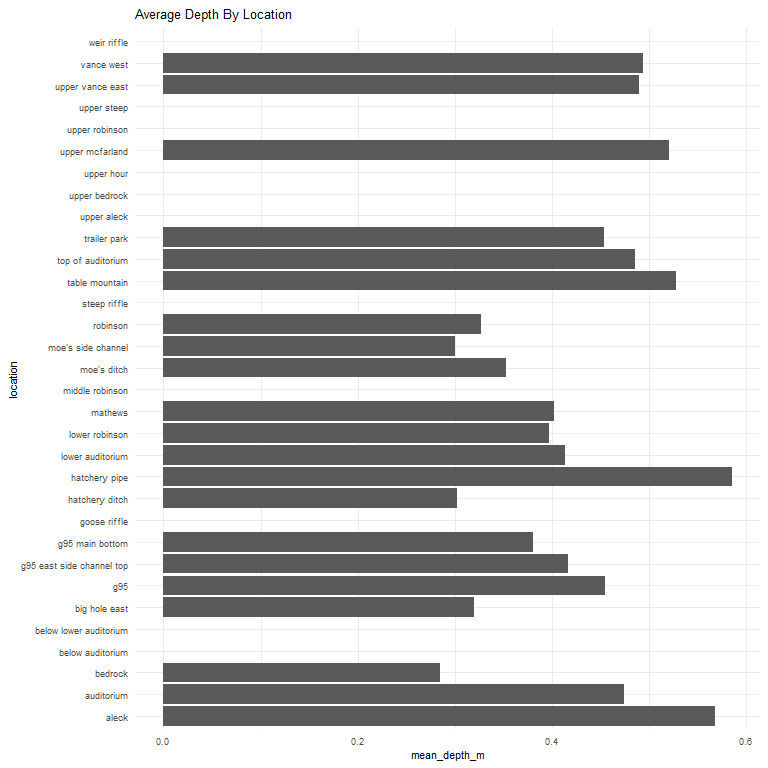 Average Depth By Location
weir riffle
vance west
upper vance east
upper steep
upper robinson
upper mcfarland
upper hour
upper bedrock
upper aleck
trailer park
top of auditorium
table mountain
steep riffle
robinson
moe's side channel
moe's ditch
middle robinson
mathews
lower robinson
lower auditorium
hatchery pipe
hatchery ditch
goose riffle
g95 main bottom
g95 east side channel top
g95
big hole east
below lower auditorium
below auditorium
bedrock
auditorium
aleck
location
0.0 0.2 0.4 0.6
mean_depth_m